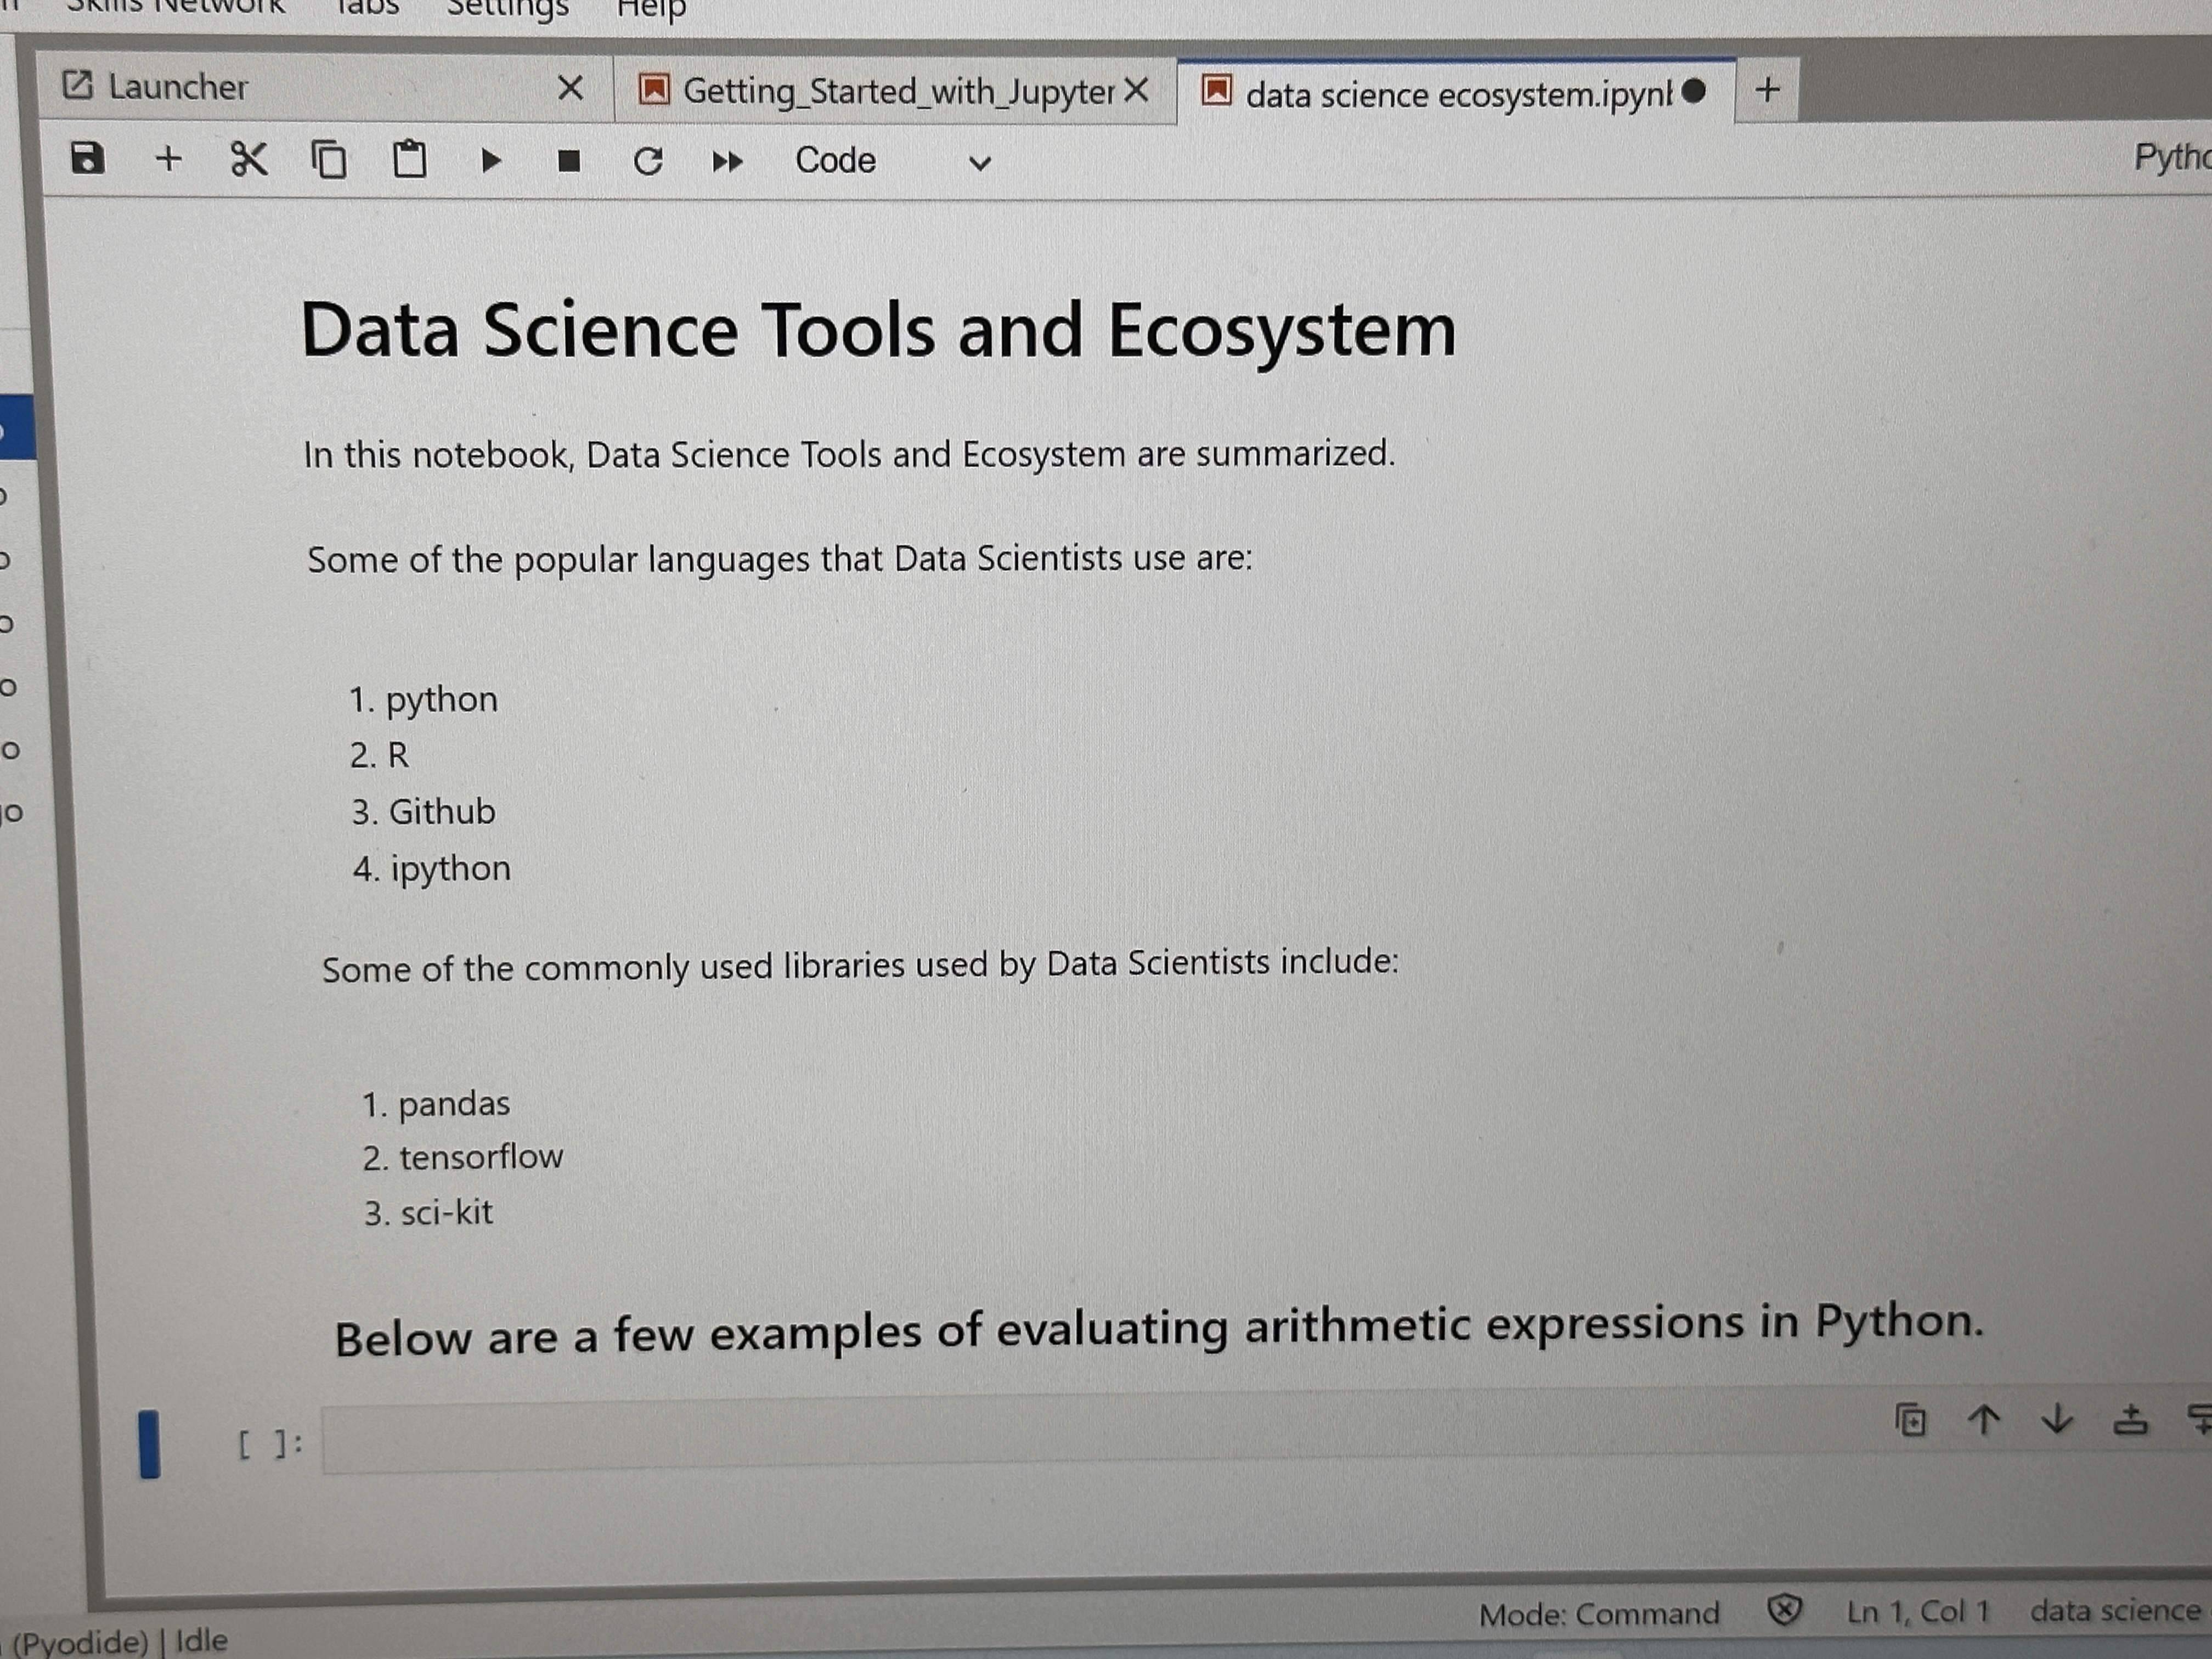 Skills Network Tabs Settings Help
Launcher Getting_Started_with_Jupyter data science ecosystem.ipynb
Code
Data Science Tools and Ecosystem
In this notebook, Data Science Tools and Ecosystem are summarized.
Some of the popular languages that Data Scientists use are:
1. python
2. R
3. Github
4. ipython
Some of the commonly used libraries used by Data Scientists include:
1. pandas
2. tensorflow
3. sci-kit
Below are a few examples of evaluating arithmetic expressions in Python.
[ ]:
(Pyodide) | Idle Mode: Command Ln 1, Col 1 data science